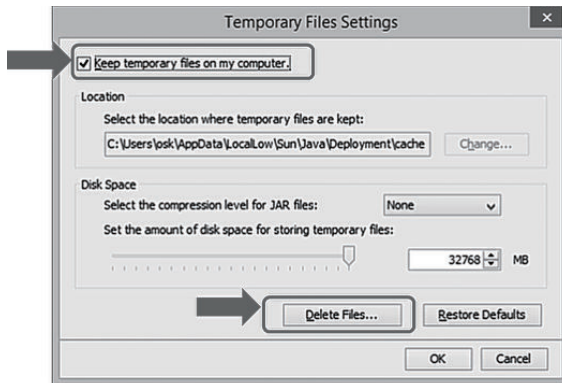 Temporary Files Settings
Keep temporary files on my computer.
Location
Select the location where temporary files are kept:
C:\Users\osk\AppData\LocalLow\Sun\Java\Deployment\cache Change...
Disk Space
Select the compression level for JAR files: None
Set the amount of disk space for storing temporary files:
32768 MB
Delete Files... Restore Defaults
OK Cancel